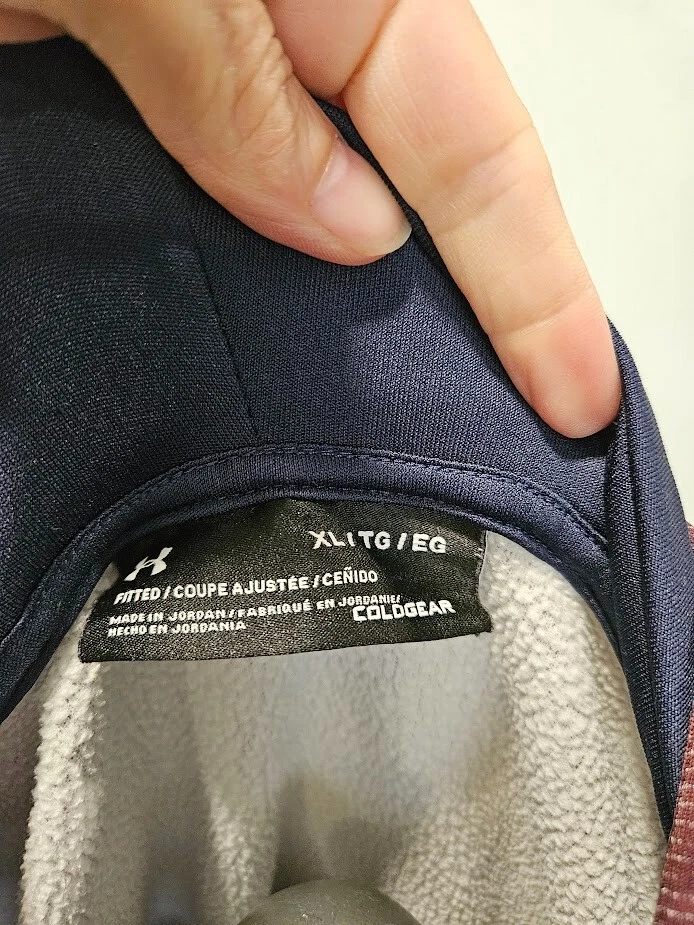 XL / TG / EG
FITTED / COUPE AJUSTÉE / CEÑIDO
MADE IN JORDAN / FABRIQUÉ EN JORDANIE/
HECHO EN JORDANIA
COLDGEAR